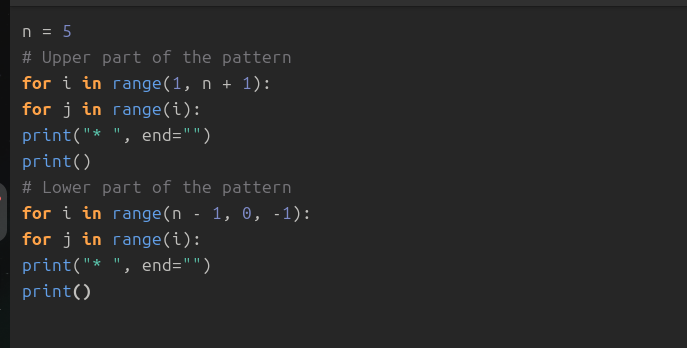 n = 5
# Upper part of the pattern
for i in range(1, n + 1):
for j in range(i):
print("* ", end="")
print()
# Lower part of the pattern
for i in range(n - 1, 0, -1):
for j in range(i):
print("* ", end="")
print()